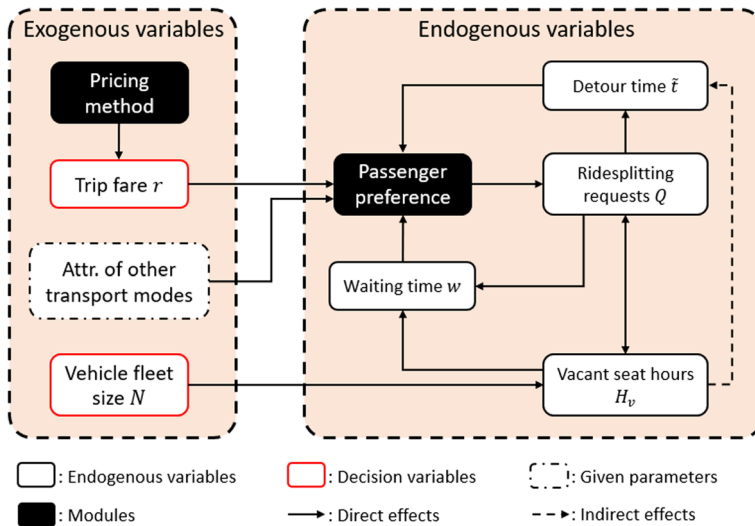 Exogenous variables
Pricing
method
Trip fare r
Attr. of other
transport modes
Vehicle fleet
size N
Endogenous variables
Detour time t̃
Passenger
preference
Ridesplitting
requests Q
Waiting time w
Vacant seat hours
H_v
: Endogenous variables
: Decision variables
: Given parameters
: Modules
: Direct effects
: Indirect effects